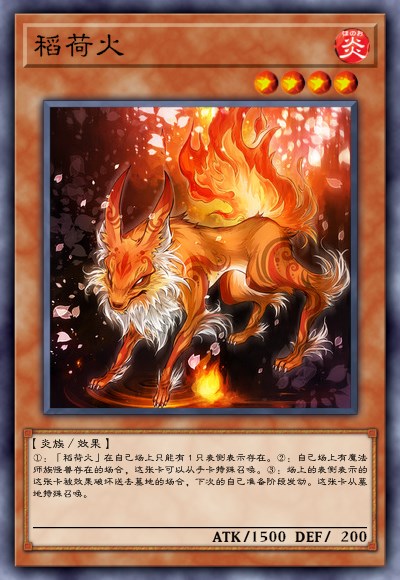 稻荷火
ほのお
炎
【炎族/效果】
①：「稻荷火」在自己场上只能有1只表侧表示存在。②：自己场上有魔法
师族怪兽存在的场合，这张卡可以从手卡特殊召唤。③：场上的表侧表示的
这张卡被效果破坏送去墓地的场合，下次的自己准备阶段发动。这张卡从墓
地特殊召唤。
ATK/1500 DEF/ 200